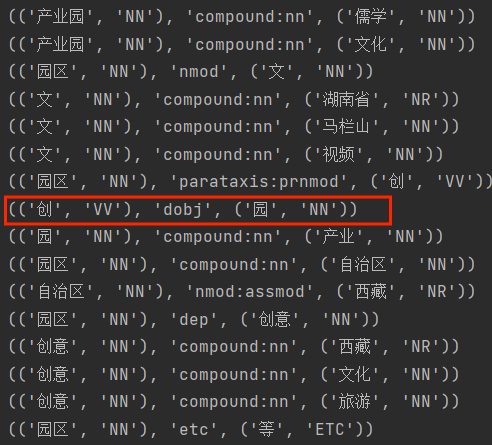 (('产业园', 'NN'), 'compound:nn', ('儒学', 'NN'))
(('产业园', 'NN'), 'compound:nn', ('文化', 'NN'))
(('园区', 'NN'), 'nmod', ('文', 'NN'))
(('文', 'NN'), 'compound:nn', ('湖南省', 'NR'))
(('文', 'NN'), 'compound:nn', ('马栏山', 'NN'))
(('文', 'NN'), 'compound:nn', ('视频', 'NN'))
(('园区', 'NN'), 'parataxis:prnmod', ('创', 'VV'))
(('创', 'VV'), 'dobj', ('园', 'NN'))
(('园', 'NN'), 'compound:nn', ('产业', 'NN'))
(('园区', 'NN'), 'compound:nn', ('自治区', 'NN'))
(('自治区', 'NN'), 'nmod:assmod', ('西藏', 'NR'))
(('园区', 'NN'), 'dep', ('创意', 'NN'))
(('创意', 'NN'), 'compound:nn', ('西藏', 'NR'))
(('创意', 'NN'), 'compound:nn', ('文化', 'NN'))
(('创意', 'NN'), 'compound:nn', ('旅游', 'NN'))
(('园区', 'NN'), 'etc', ('等', 'ETC'))